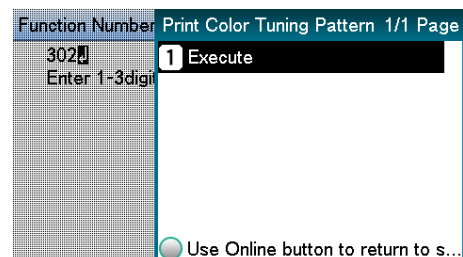 Function Number
302
Enter 1-3digi
Print Color Tuning Pattern 1/1 Page
1 Execute
Use Online button to return to s...